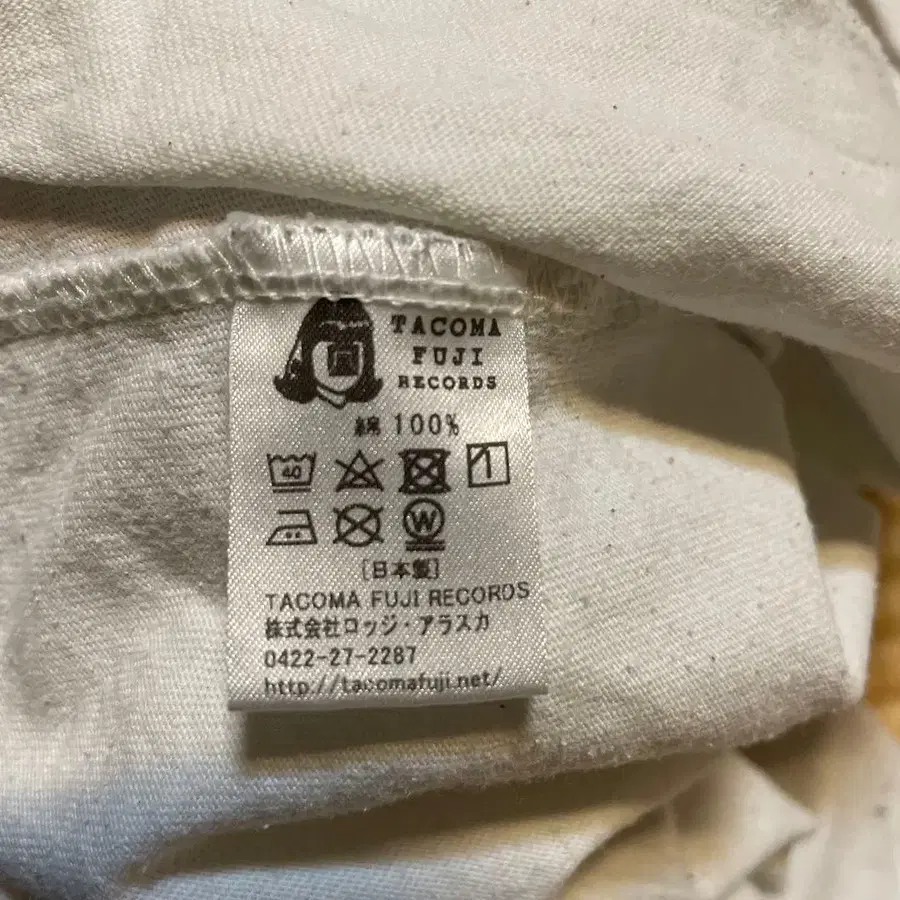 TACOMA
FUJI
RECORDS
綿 100%
40
W
[日本製]
TACOMA FUJI RECORDS
株式会社ロッジ・アラスカ
0422-27-2287
http://tacomafuji.net/